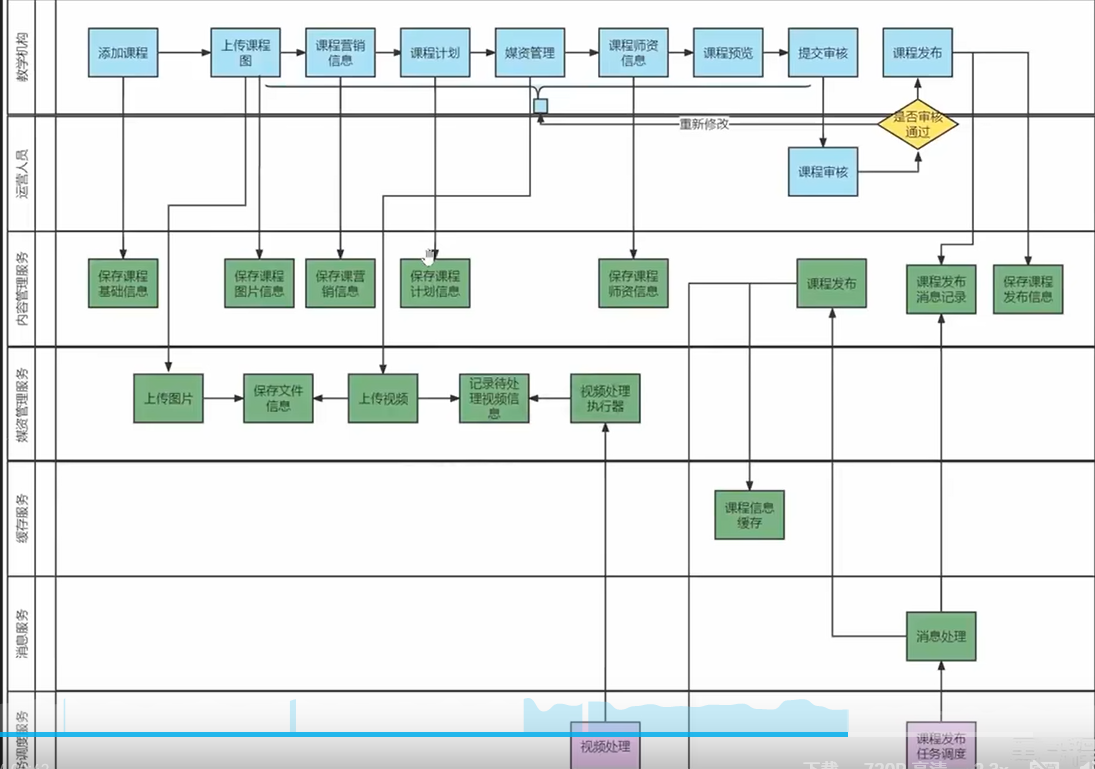 教学机构
添加课程
上传课程
图
课程营销
信息
课程计划
媒资管理
课程师资
信息
课程预览
提交审核
课程发布
是否审核
通过
重新修改
运营人员
课程审核
内容管理服务
保存课程
基础信息
保存课程
图片信息
保存课营
销信息
保存课程
计划信息
保存课程
师资信息
课程发布
课程发布
消息记录
保存课程
发布信息
媒资管理服务
上传图片
保存文件
信息
上传视频
记录待处
理视频信
息
视频处理
执行器
缓存服务
课程信息
缓存
消息服务
消息处理
务调度服务
视频处理
课程发布
任务调度
下载
720P 高清